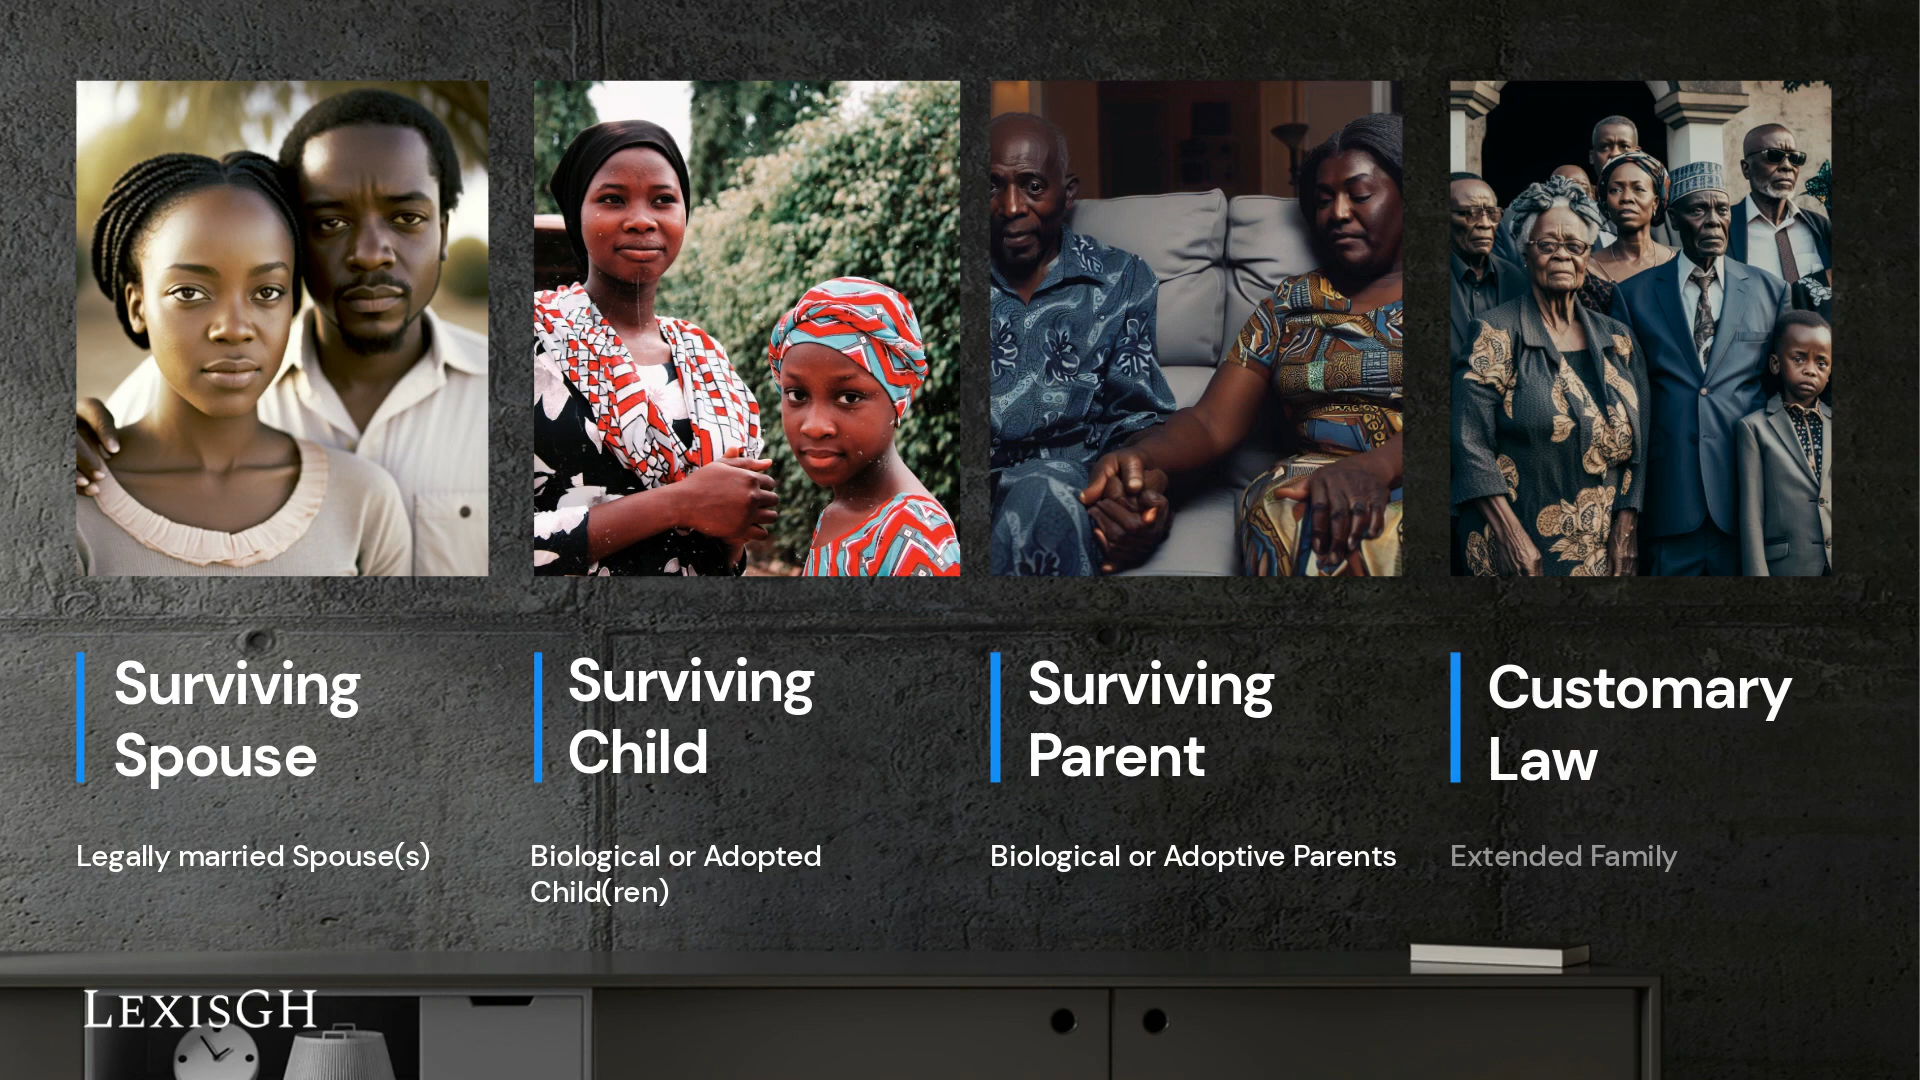 Surviving
Spouse
Legally married Spouse(s)
Surviving
Child
Biological or Adopted
Child(ren)
Surviving
Parent
Biological or Adoptive Parents
Customary
Law
Extended Family
LEXISGH